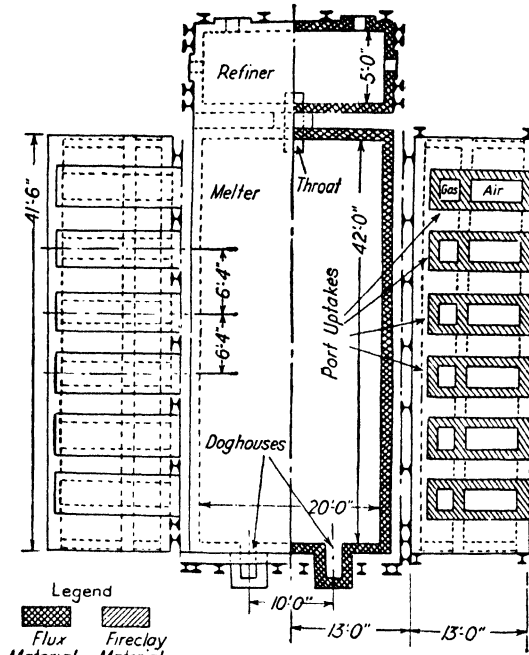 Refiner
5'-0"
Melter
Throat
Gas
Air
41'-6"
42'-0"
6'-4"
6'-4"
Port Uptakes
Doghouses
20'-0"
10'-0"
13'-0"
13'-0"
Legend
Flux
Material
Fireclay
Material